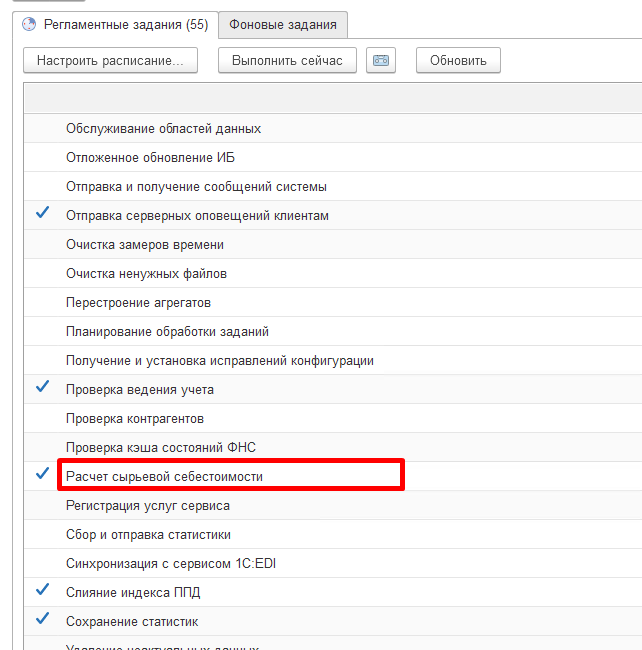 Регламентные задания (55) Фоновые задания
Настроить расписание... Выполнить сейчас Обновить
Обслуживание областей данных
Отложенное обновление ИБ
Отправка и получение сообщений системы
Отправка серверных оповещений клиентам
Очистка замеров времени
Очистка ненужных файлов
Перестроение агрегатов
Планирование обработки заданий
Получение и установка исправлений конфигурации
Проверка ведения учета
Проверка контрагентов
Проверка кэша состояний ФНС
Расчет сырьевой себестоимости
Регистрация услуг сервиса
Сбор и отправка статистики
Синхронизация с сервисом 1С:EDI
Слияние индекса ППД
Сохранение статистик
Удаление неактуальных данных